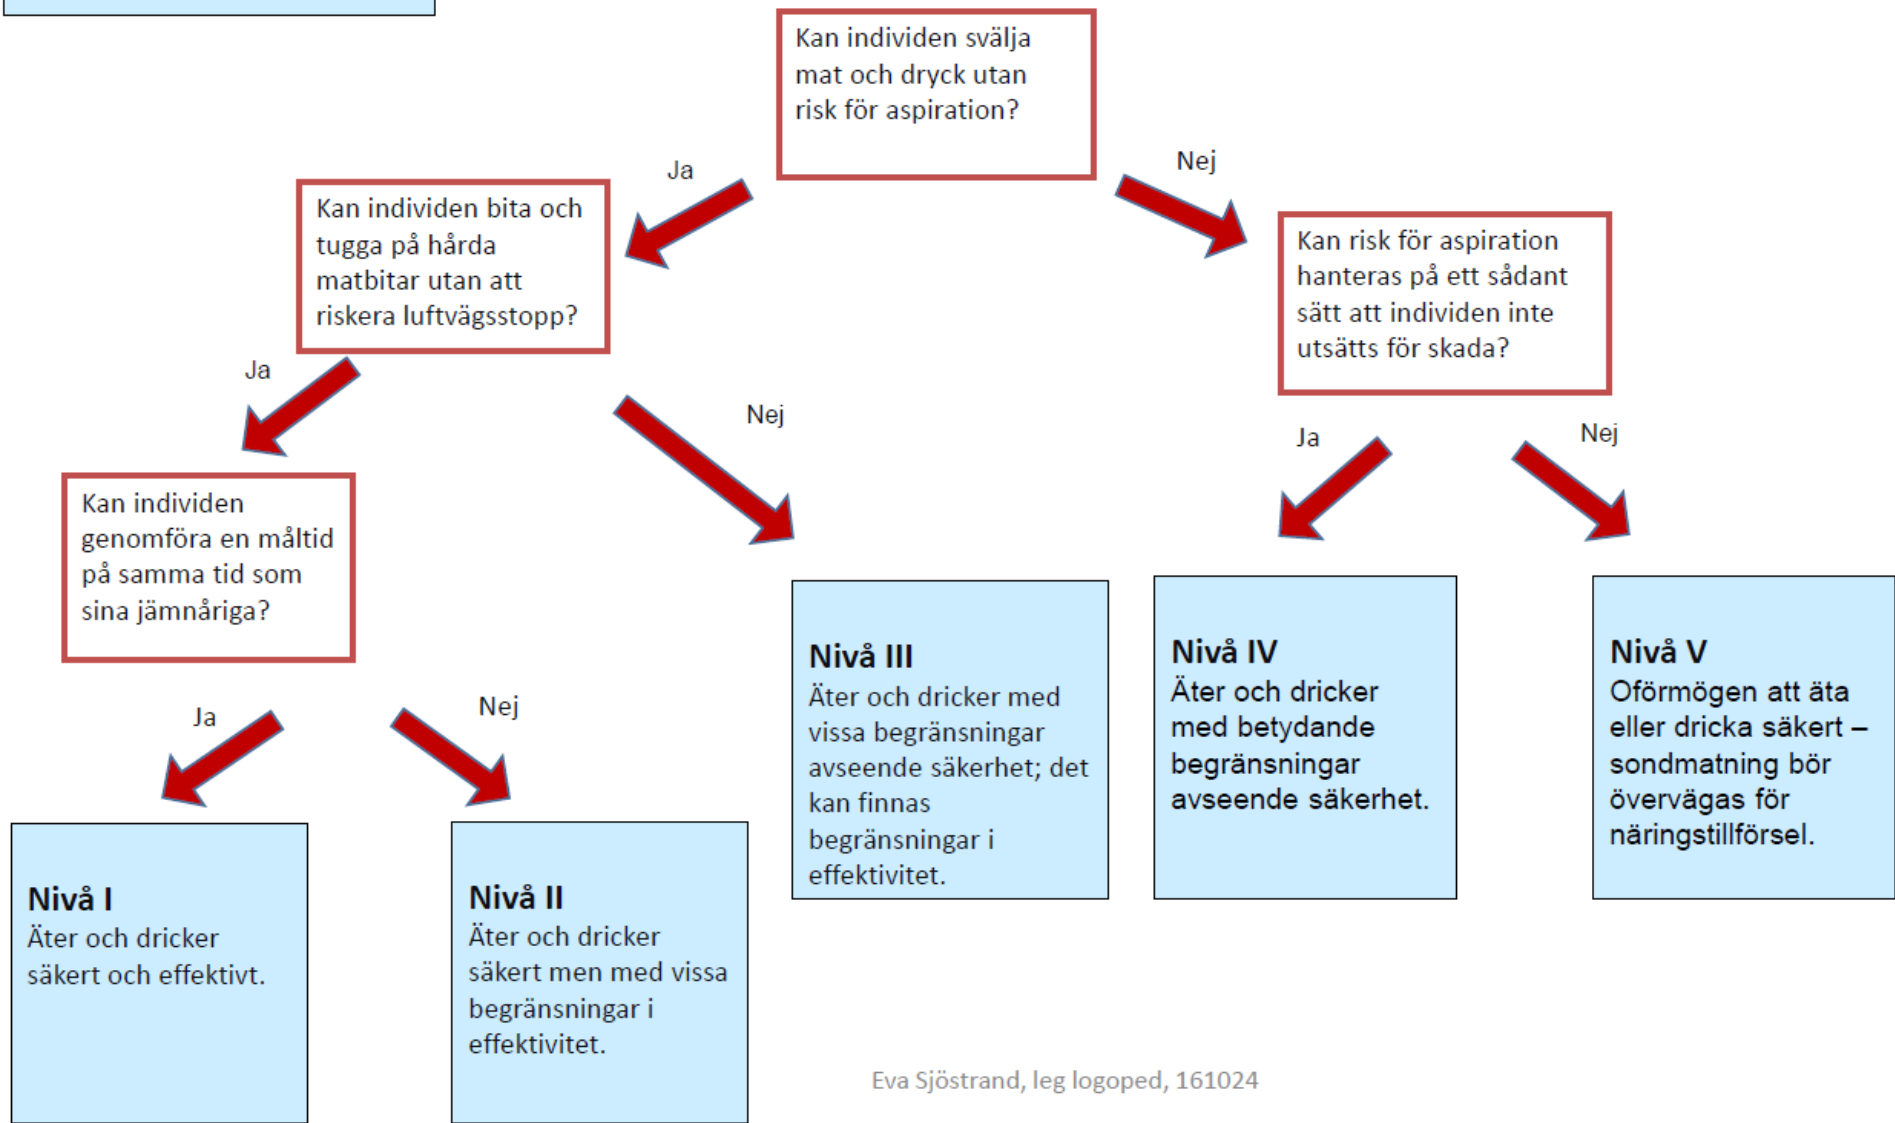 Kan individen svälja
mat och dryck utan
risk för aspiration?
Ja
Nej
Kan individen bita och
tugga på hårda
matbitar utan att
riskera luftvägsstopp?
Kan risk för aspiration
hanteras på ett sådant
sätt att individen inte
utsätts för skada?
Ja
Nej
Ja
Nej
Kan individen
genomföra en måltid
på samma tid som
sina jämnåriga?
Ja
Nej
Nivå III
Äter och dricker med
vissa begränsningar
avseende säkerhet; det
kan finnas
begränsningar i
effektivitet.
Nivå IV
Äter och dricker
med betydande
begränsningar
avseende säkerhet.
Nivå V
Oförmögen att äta
eller dricka säkert –
sondmatning bör
övervägas för
näringstillförsel.
Nivå I
Äter och dricker
säkert och effektivt.
Nivå II
Äter och dricker
säkert men med vissa
begränsningar i
effektivitet.
Eva Sjöstrand, leg logoped, 161024